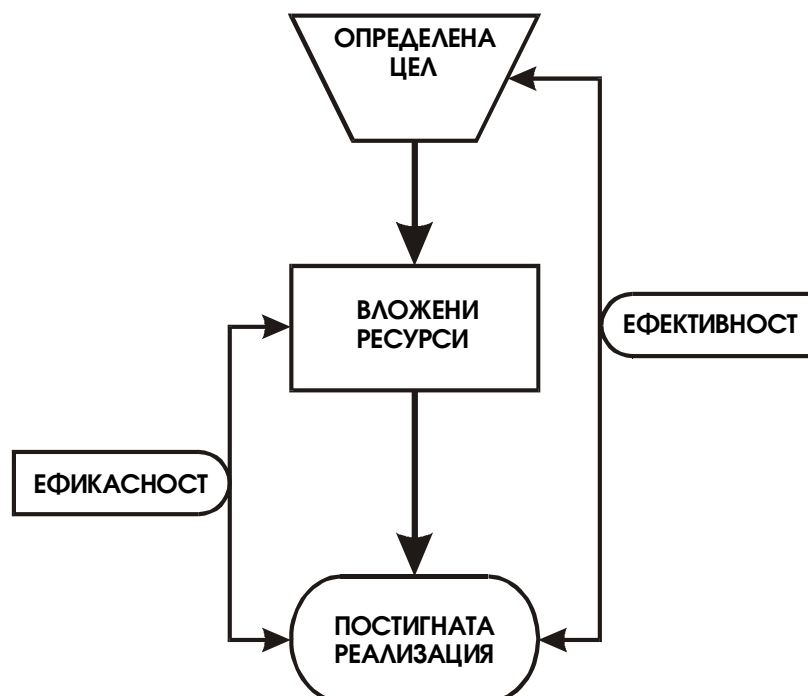 ОПРЕДЕЛЕНА
ЦЕЛ
ВЛОЖЕНИ
РЕСУРСИ
ЕФЕКТИВНОСТ
ЕФИКАСНОСТ
ПОСТИГНАТА
РЕАЛИЗАЦИЯ